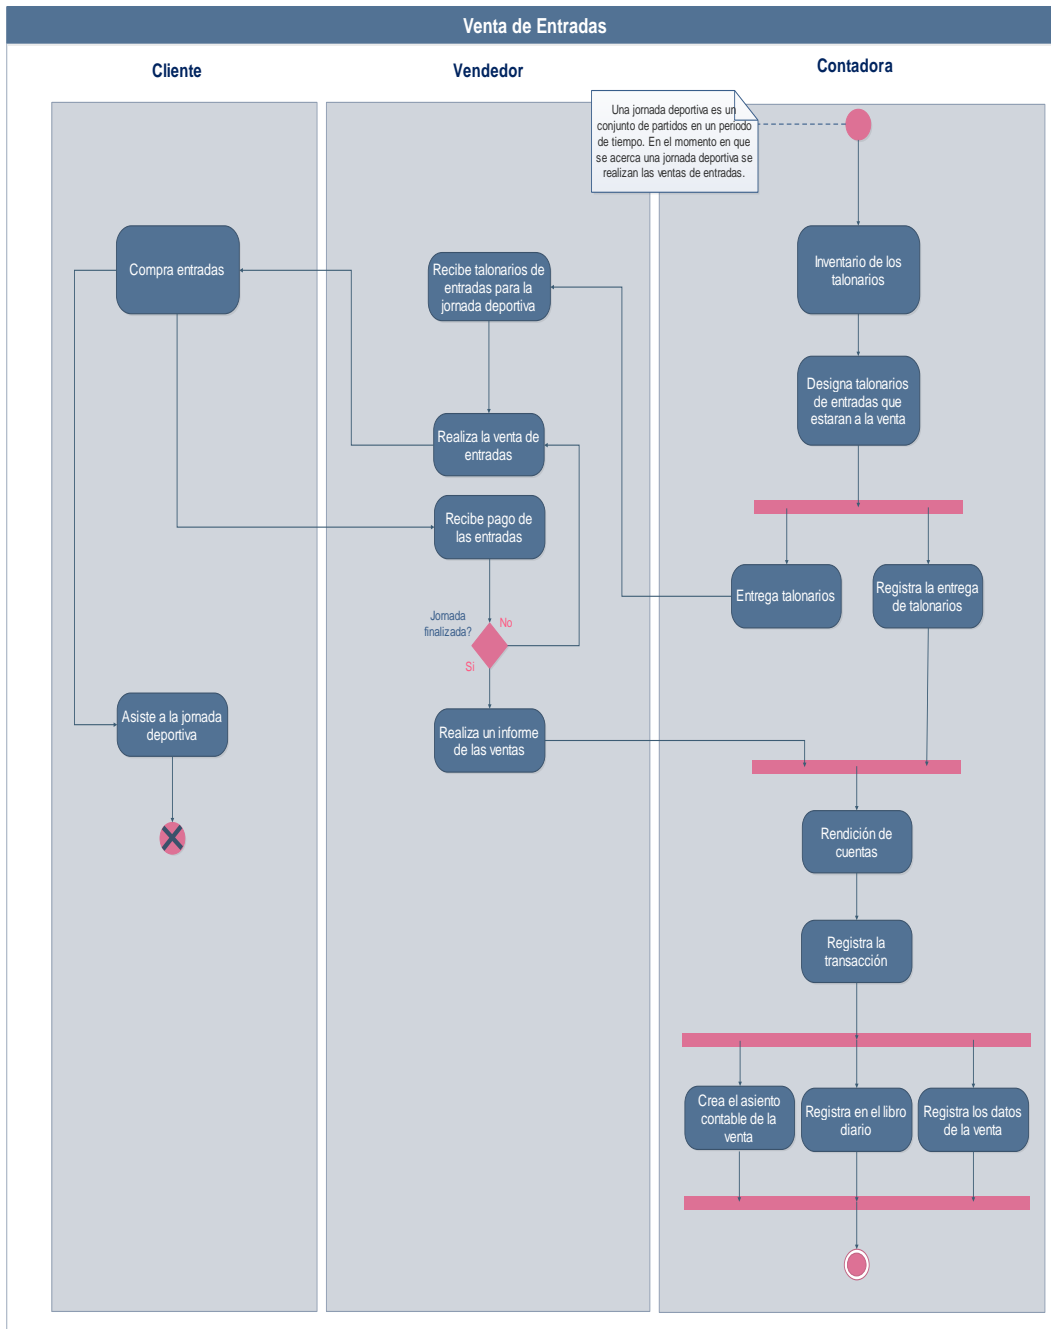 Venta de Entradas
Cliente
Vendedor
Contadora
Una jornada deportiva es un
conjunto de partidos en un periodo
de tiempo. En el momento en que
se acerca una jornada deportiva se
realizan las ventas de entradas.
Compra entradas
Recibe talonarios de
entradas para la
jornada deportiva
Inventario de los
talonarios
Designa talonarios
de entradas que
estaran a la venta
Realiza la venta de
entradas
Recibe pago de
las entradas
Entrega talonarios
Registra la entrega
de talonarios
Jornada
finalizada?
No
Si
Asiste a la jornada
deportiva
Realiza un informe
de las ventas
Rendición de
cuentas
Registra la
transacción
Crea el asiento
contable de la
venta
Registra en el libro
diario
Registra los datos
de la venta